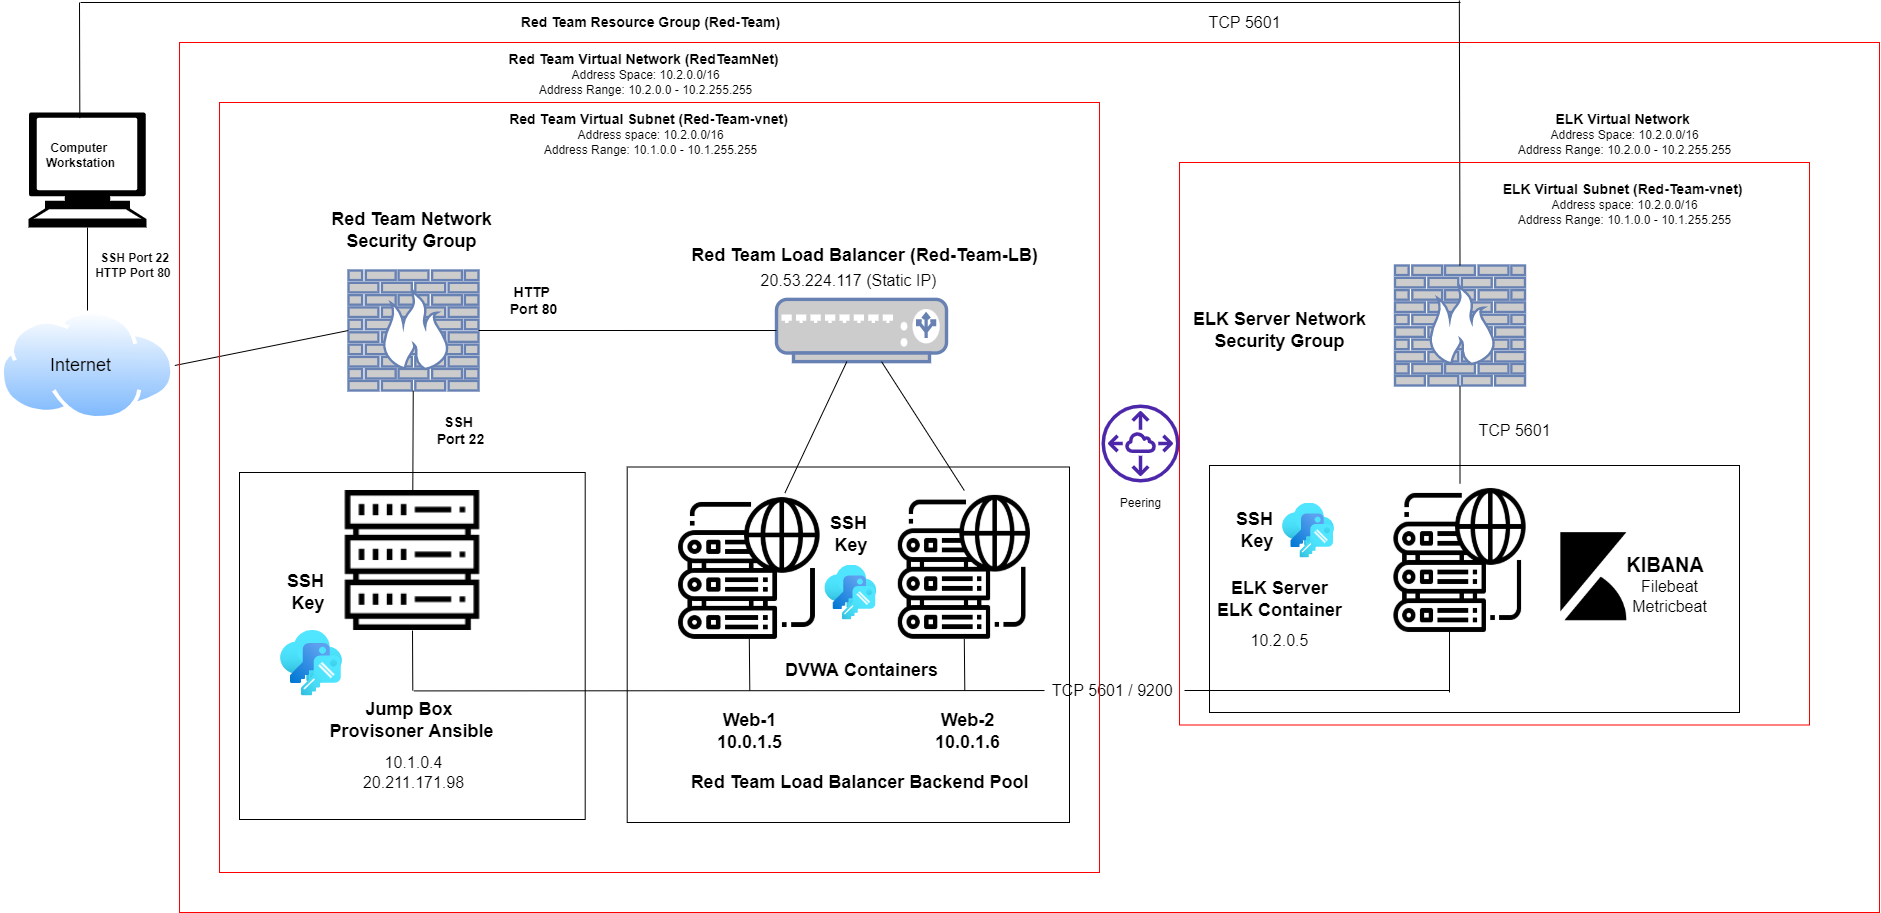 Red Team Resource Group (Red-Team)
TCP 5601
Red Team Virtual Network (RedTeamNet)
Address Space: 10.2.0.0/16
Address Range: 10.2.0.0 - 10.2.255.255
Red Team Virtual Subnet (Red-Team-vnet)
Address space: 10.2.0.0/16
Address Range: 10.1.0.0 - 10.1.255.255
ELK Virtual Network
Address Space: 10.2.0.0/16
Address Range: 10.2.0.0 - 10.2.255.255
ELK Virtual Subnet (Red-Team-vnet)
Address space: 10.2.0.0/16
Address Range: 10.1.0.0 - 10.1.255.255
Computer
Workstation
SSH Port 22
HTTP Port 80
Internet
Red Team Network
Security Group
HTTP
Port 80
Red Team Load Balancer (Red-Team-LB)
20.53.224.117 (Static IP)
ELK Server Network
Security Group
SSH
Port 22
TCP 5601
Peering
SSH
Key
Jump Box
Provisoner Ansible
10.1.0.4
20.211.171.98
SSH
Key
DVWA Containers
Web-1
10.0.1.5
Web-2
10.0.1.6
Red Team Load Balancer Backend Pool
TCP 5601 / 9200
SSH
Key
ELK Server
ELK Container
10.2.0.5
KIBANA
Filebeat
Metricbeat